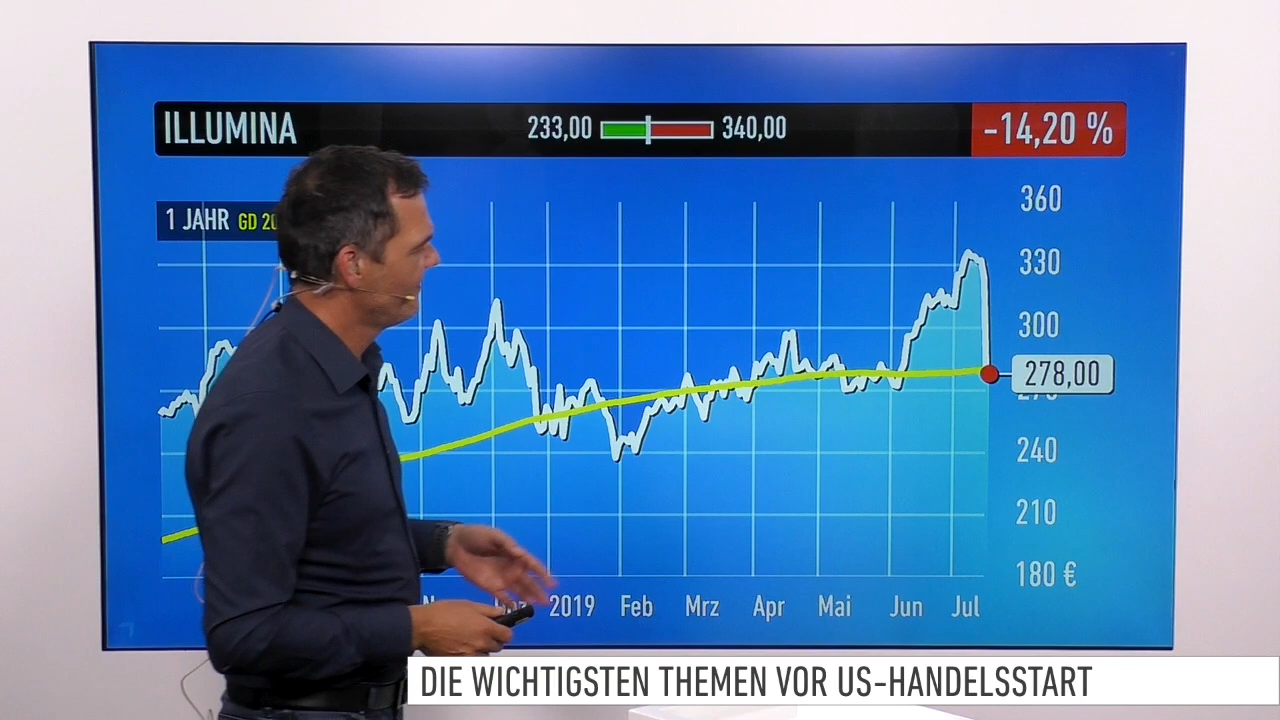 ILLUMINA 233,00 340,00 -14,20 %
1 JAHR GD
360
330
300
278,00
240
210
180 €
2019 Feb Mrz Apr Mai Jun Jul
DIE WICHTIGSTEN THEMEN VOR US-HANDELSSTART